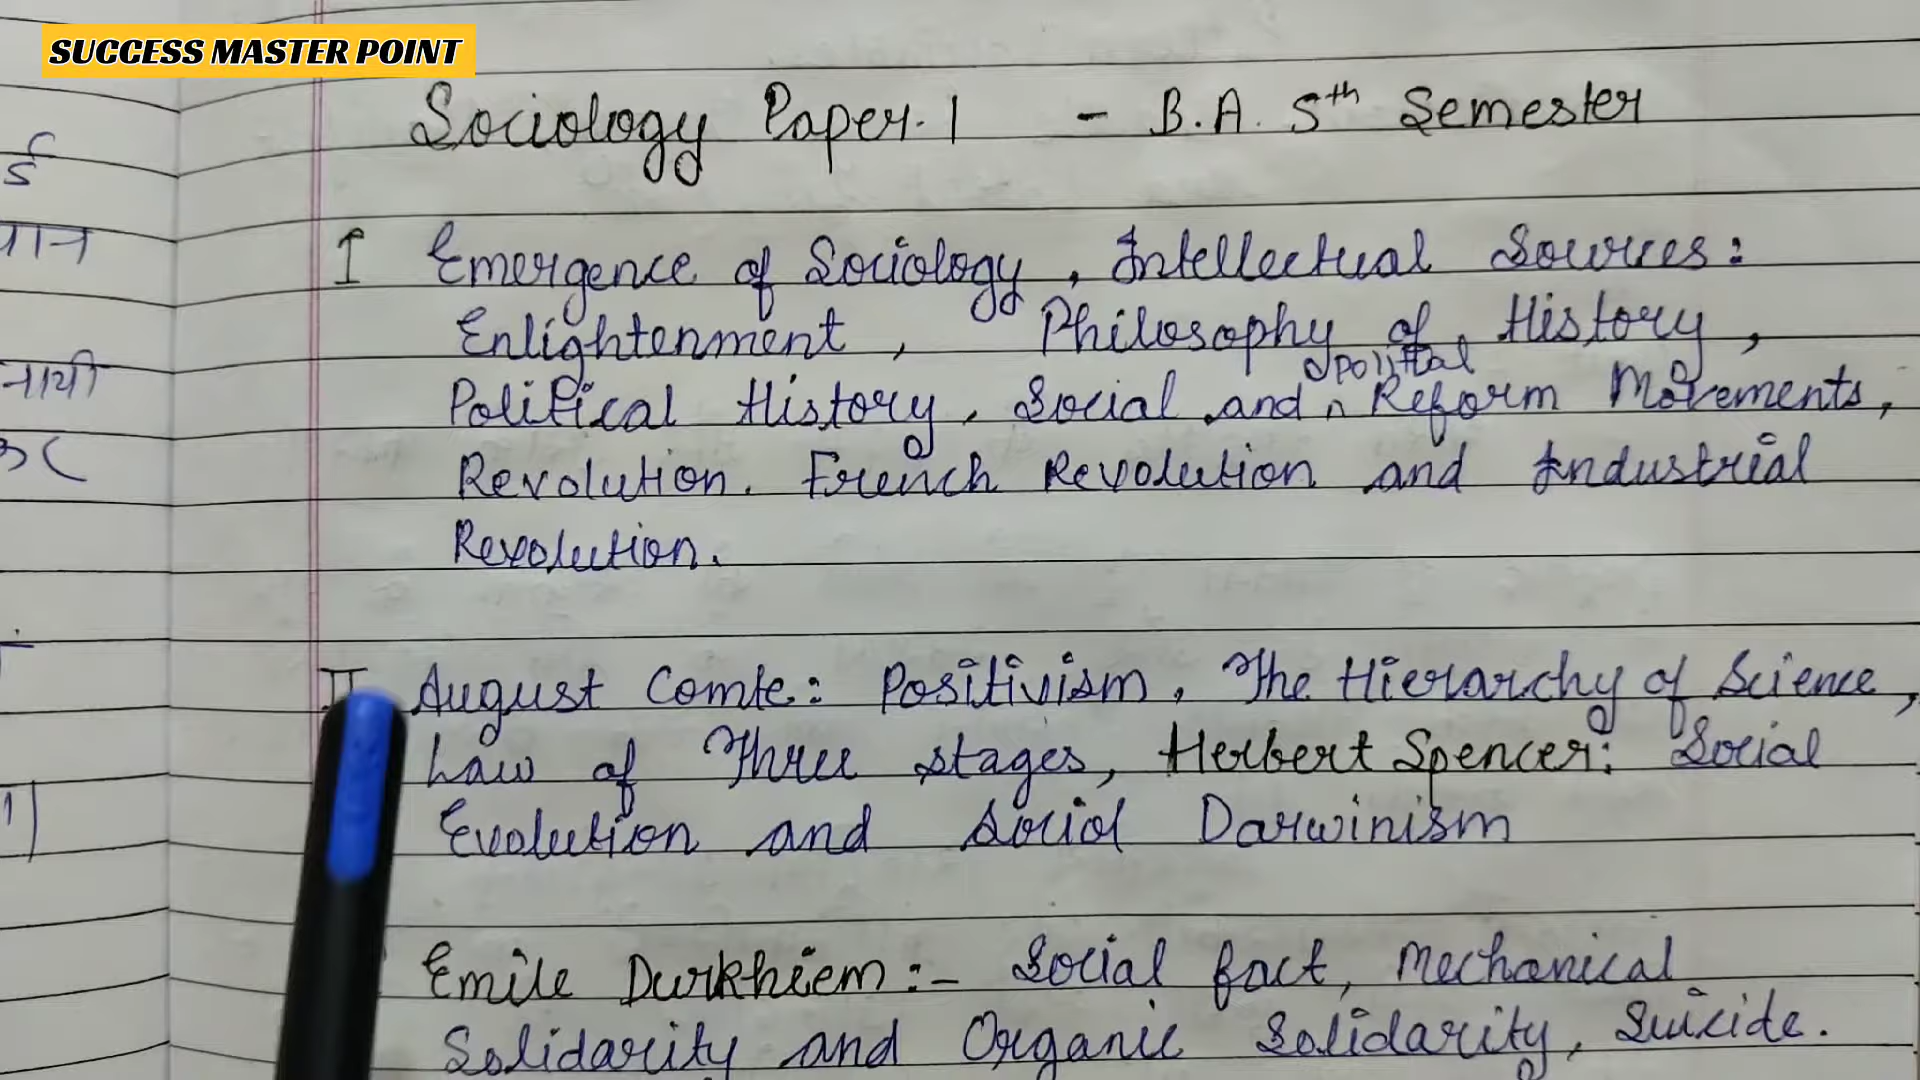 SUCCESS MASTER POINT
Sociology Paper.1 - B.A. 5th Semester
I Emergence of Sociology, Intellectual Sources:
Enlightenment, Philosophy of History,
political
Political History, Social and ^ Reform Movements,
Revolution. French Revolution and Industrial
Revolution.
II August Comte: Positivism, The Hierarchy of Science,
Law of Three stages, Herbert Spencer: Social
Evolution and Social Darwinism
Emile Durkhiem:- Social fact, Mechanical
Solidarity and Organic Solidarity, Suicide.